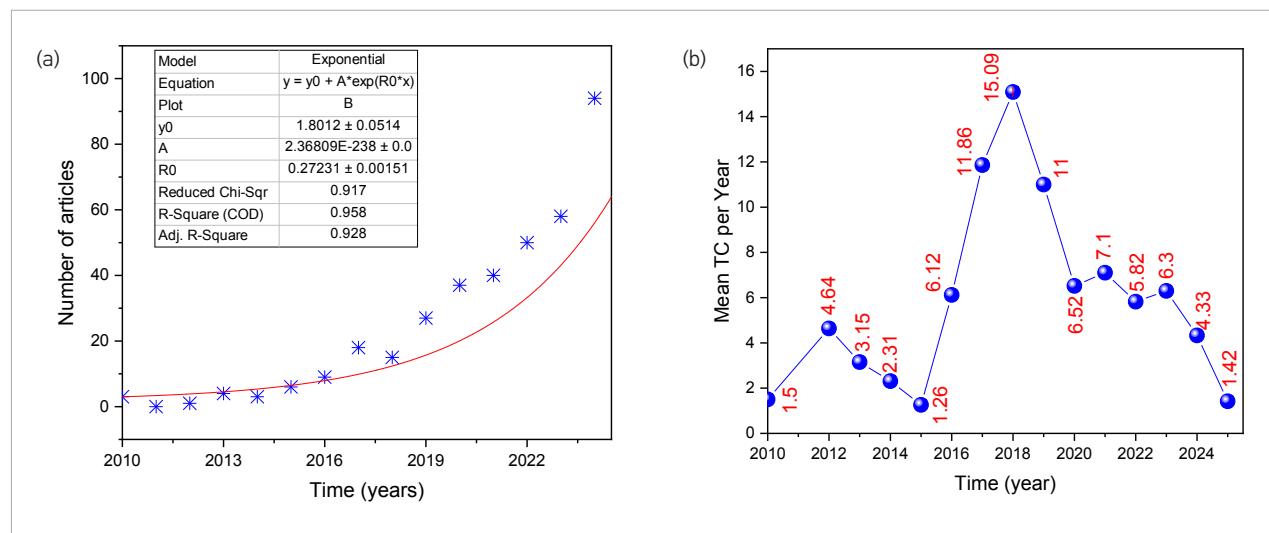 (a)
Number of articles
100
80
60
40
20
0
Model Exponential
Equation y = y0 + A*exp(R0*x)
Plot B
y0 1.8012 ± 0.0514
A 2.36809E-238 ± 0.0
R0 0.27231 ± 0.00151
Reduced Chi-Sqr 0.917
R-Square (COD) 0.958
Adj. R-Square 0.928
2010 2013 2016 2019 2022
Time (years)
(b)
Mean TC per Year
16
14
12
10
8
6
4
2
0
1.5
4.64
3.15
2.31
1.26
6.12
11.86
15.09
11
6.52
7.1
5.82
6.3
4.33
1.42
2010 2012 2014 2016 2018 2020 2022 2024
Time (year)